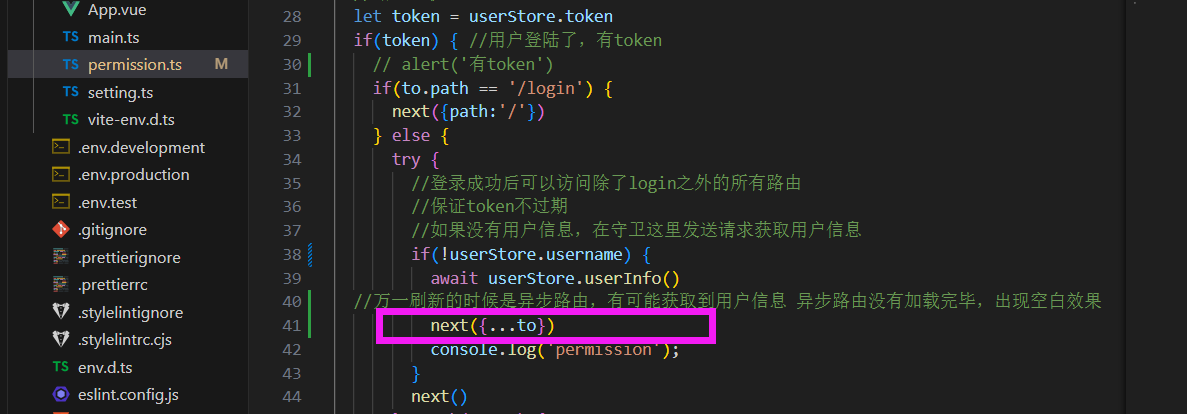 App.vue
TS main.ts
TS permission.ts M
TS setting.ts
TS vite-env.d.ts
.env.development
.env.production
.env.test
.gitignore
.prettierignore
.prettierrc
.stylelintignore
.stylelintrc.cjs
TS env.d.ts
eslint.config.js
28 let token = userStore.token
29 if(token) { //用户登陆了，有token
30 // alert('有token')
31 if(to.path == '/login') {
32 next({path:'/'})
33 } else {
34 try {
35 //登录成功后可以访问除了login之外的所有路由
36 //保证token不过期
37 //如果没有用户信息，在守卫这里发送请求获取用户信息
38 if(!userStore.username) {
39 await userStore.userInfo()
40 //万一刷新的时候是异步路由，有可能获取到用户信息 异步路由没有加载完毕，出现空白效果
41 next({...to})
42 console.log('permission');
43 }
44 next()